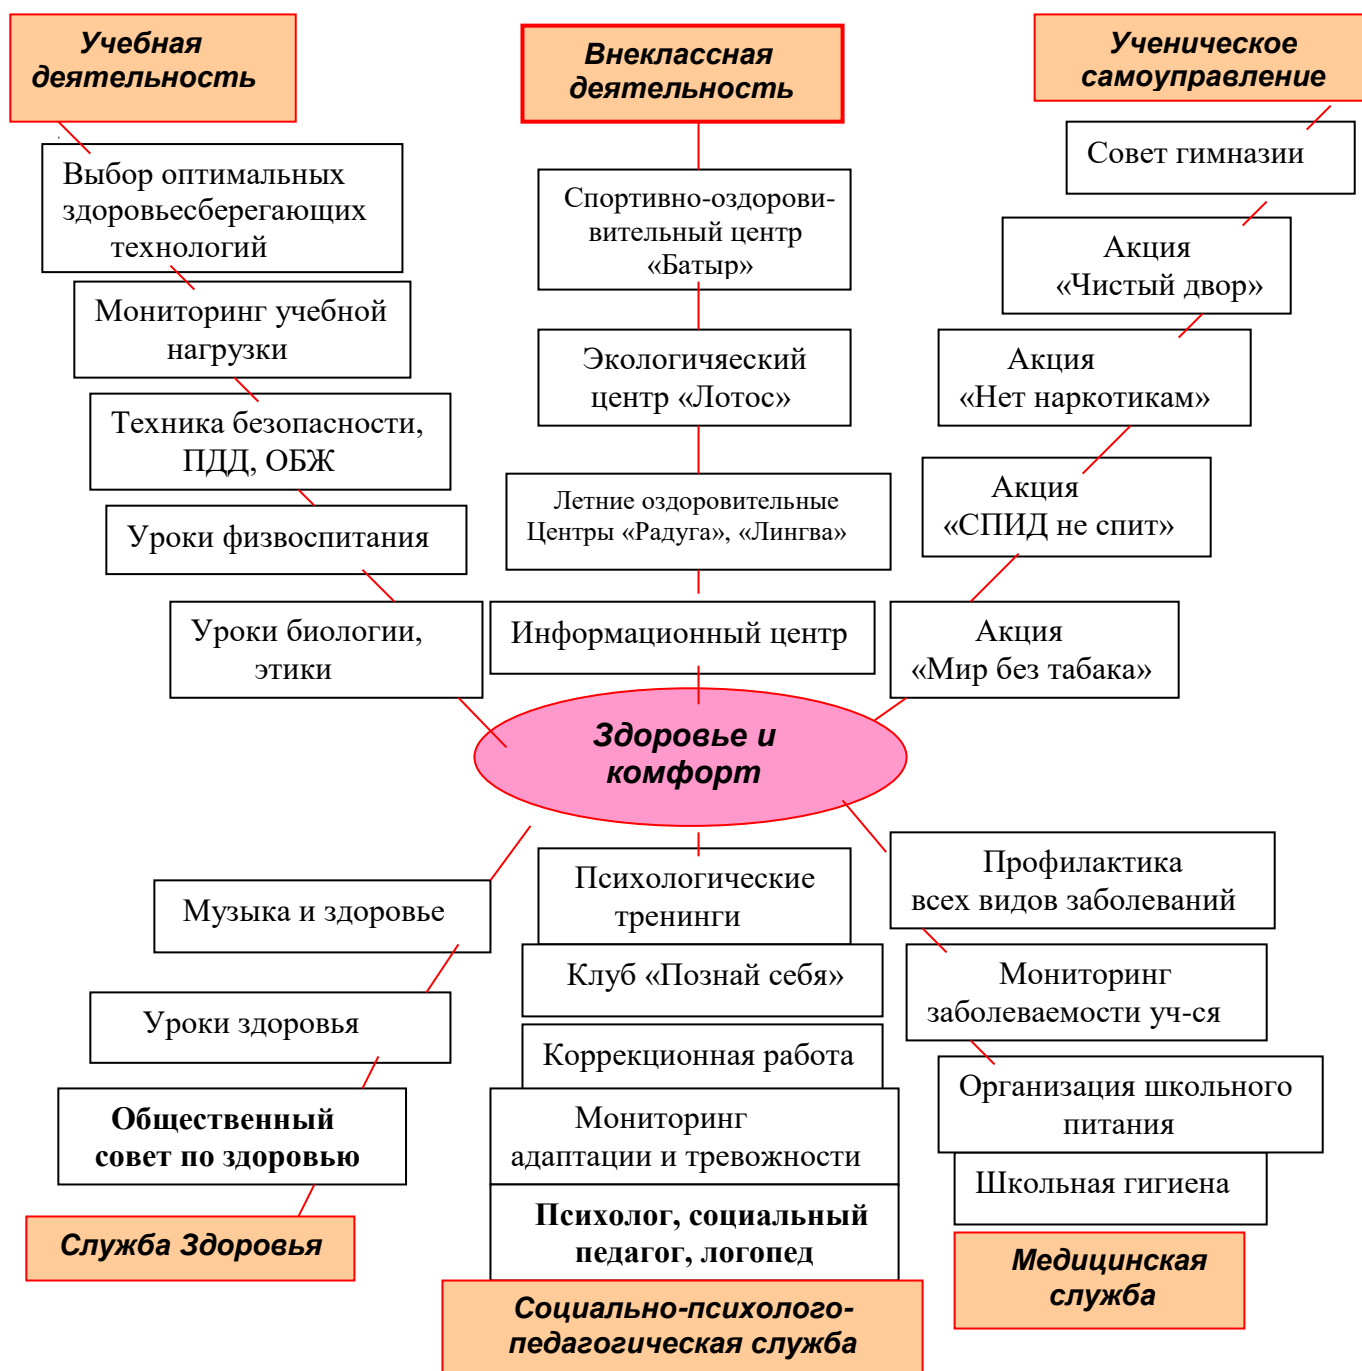 Учебная
деятельность
Выбор оптимальных
здоровьесберегающих
технологий
Мониторинг учебной
нагрузки
Техника безопасности,
ПДД, ОБЖ
Уроки физвоспитания
Уроки биологии,
этики
Внеклассная
деятельность
Спортивно-оздорови-
вительный центр
«Батыр»
Экологичяеский
центр «Лотос»
Летние оздоровительные
Центры «Радуга», «Лингва»
Информационный центр
Ученическое
самоуправление
Совет гимназии
Акция
«Чистый двор»
Акция
«Нет наркотикам»
Акция
«СПИД не спит»
Акция
«Мир без табака»
Здоровье и
комфорт
Музыка и здоровье
Уроки здоровья
Общественный
совет по здоровью
Служба Здоровья
Психологические
тренинги
Клуб «Познай себя»
Коррекционная работа
Мониторинг
адаптации и тревожности
Психолог, социальный
педагог, логопед
Социально-психолого-
педагогическая служба
Профилактика
всех видов заболеваний
Мониторинг
заболеваемости уч-ся
Организация школьного
питания
Школьная гигиена
Медицинская
служба